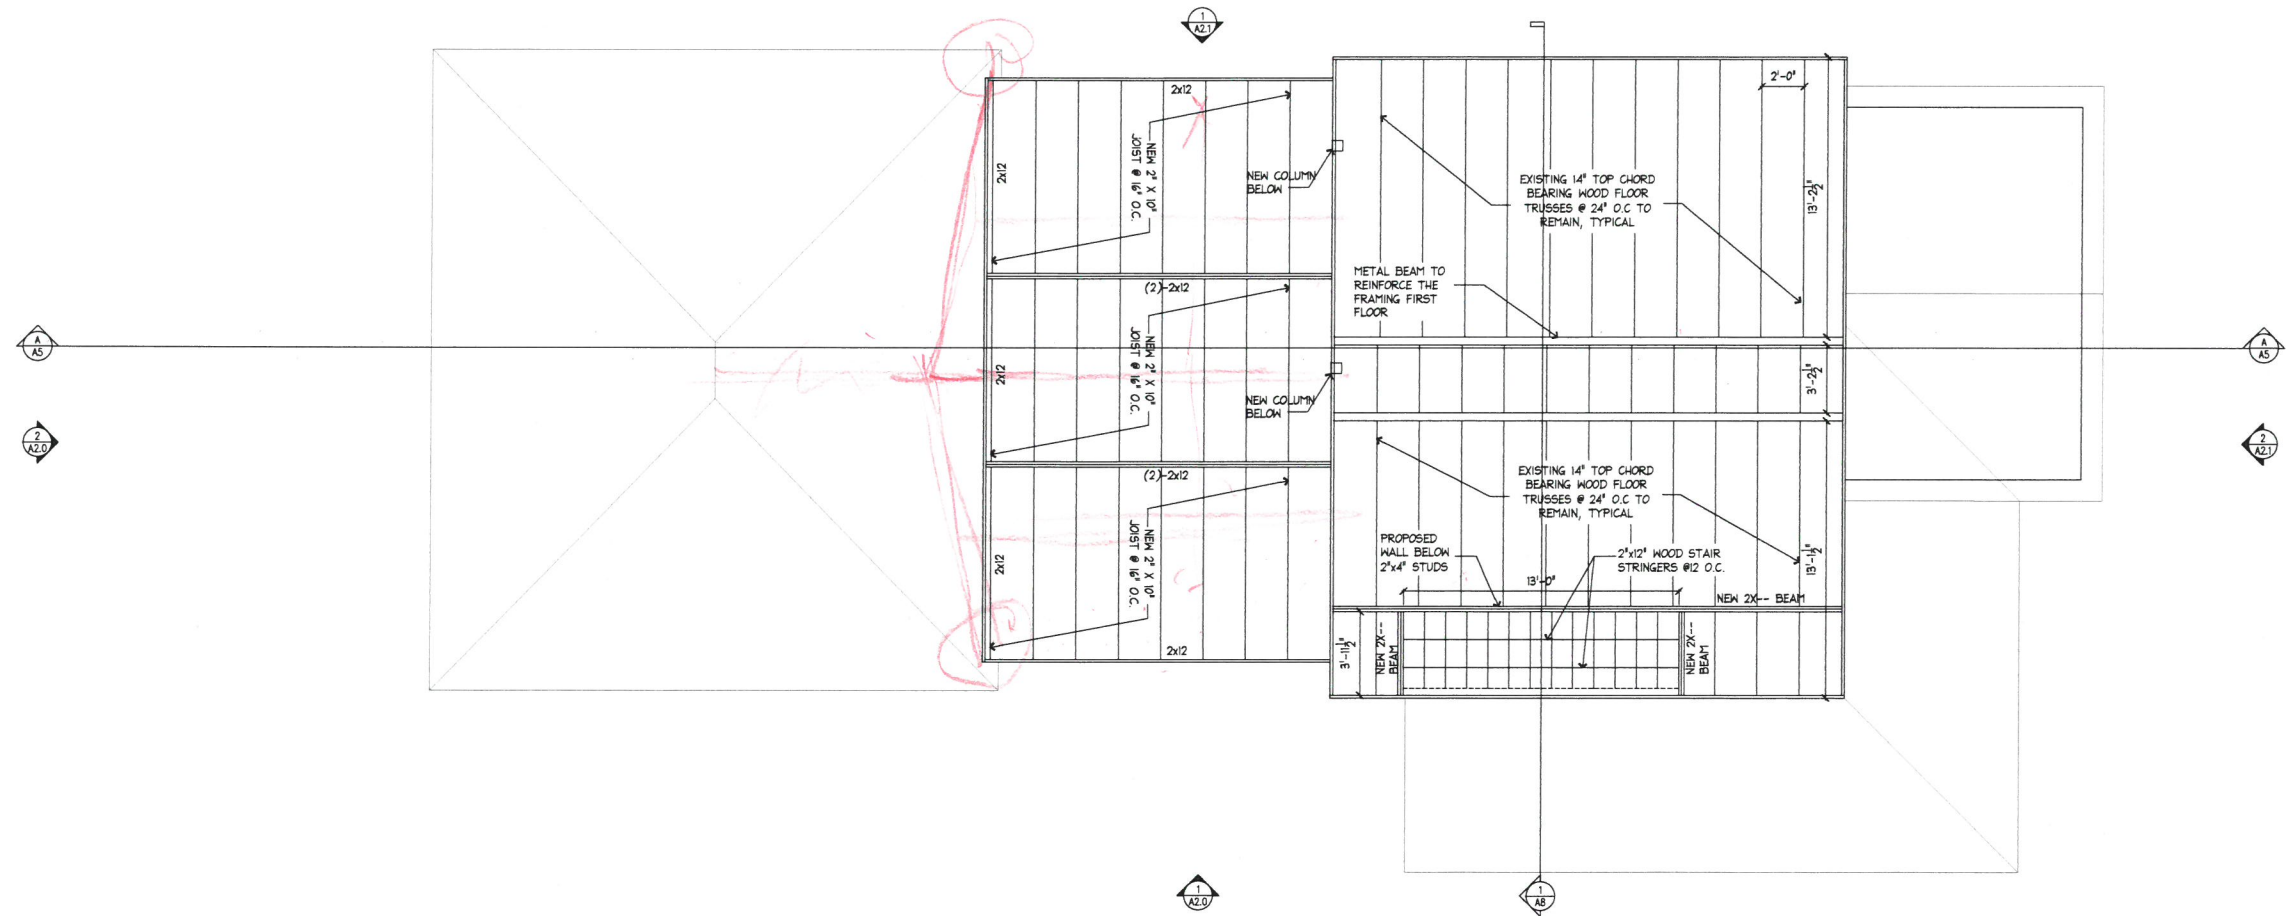 1
A2.1
2x12
2'-0"
2x12
NEW 2" X 10"
JOIST @ 16" O.C.
NEW COLUMN
BELOW
EXISTING 14" TOP CHORD
BEARING WOOD FLOOR
TRUSSES @ 24" O.C TO
REMAIN, TYPICAL
13'-2½"
METAL BEAM TO
REINFORCE THE
FRAMING FIRST
FLOOR
(2)-2x12
A
A5
A
A5
2x12
NEW 2" X 10"
JOIST @ 16" O.C.
3'-2½"
NEW COLUMN
BELOW
2
A2.0
2
A2.1
(2)-2x12
EXISTING 14" TOP CHORD
BEARING WOOD FLOOR
TRUSSES @ 24" O.C TO
REMAIN, TYPICAL
2x12
NEW 2" X 10"
JOIST @ 16" O.C.
PROPOSED
WALL BELOW
2"x4" STUDS
2"x12" WOOD STAIR
STRINGERS @12 O.C.
13'-1½"
13'-0"
NEW 2X-- BEAM
3'-11½"
NEW 2X--
BEAM
NEW 2X--
BEAM
2x12
1
A2.0
1
A8